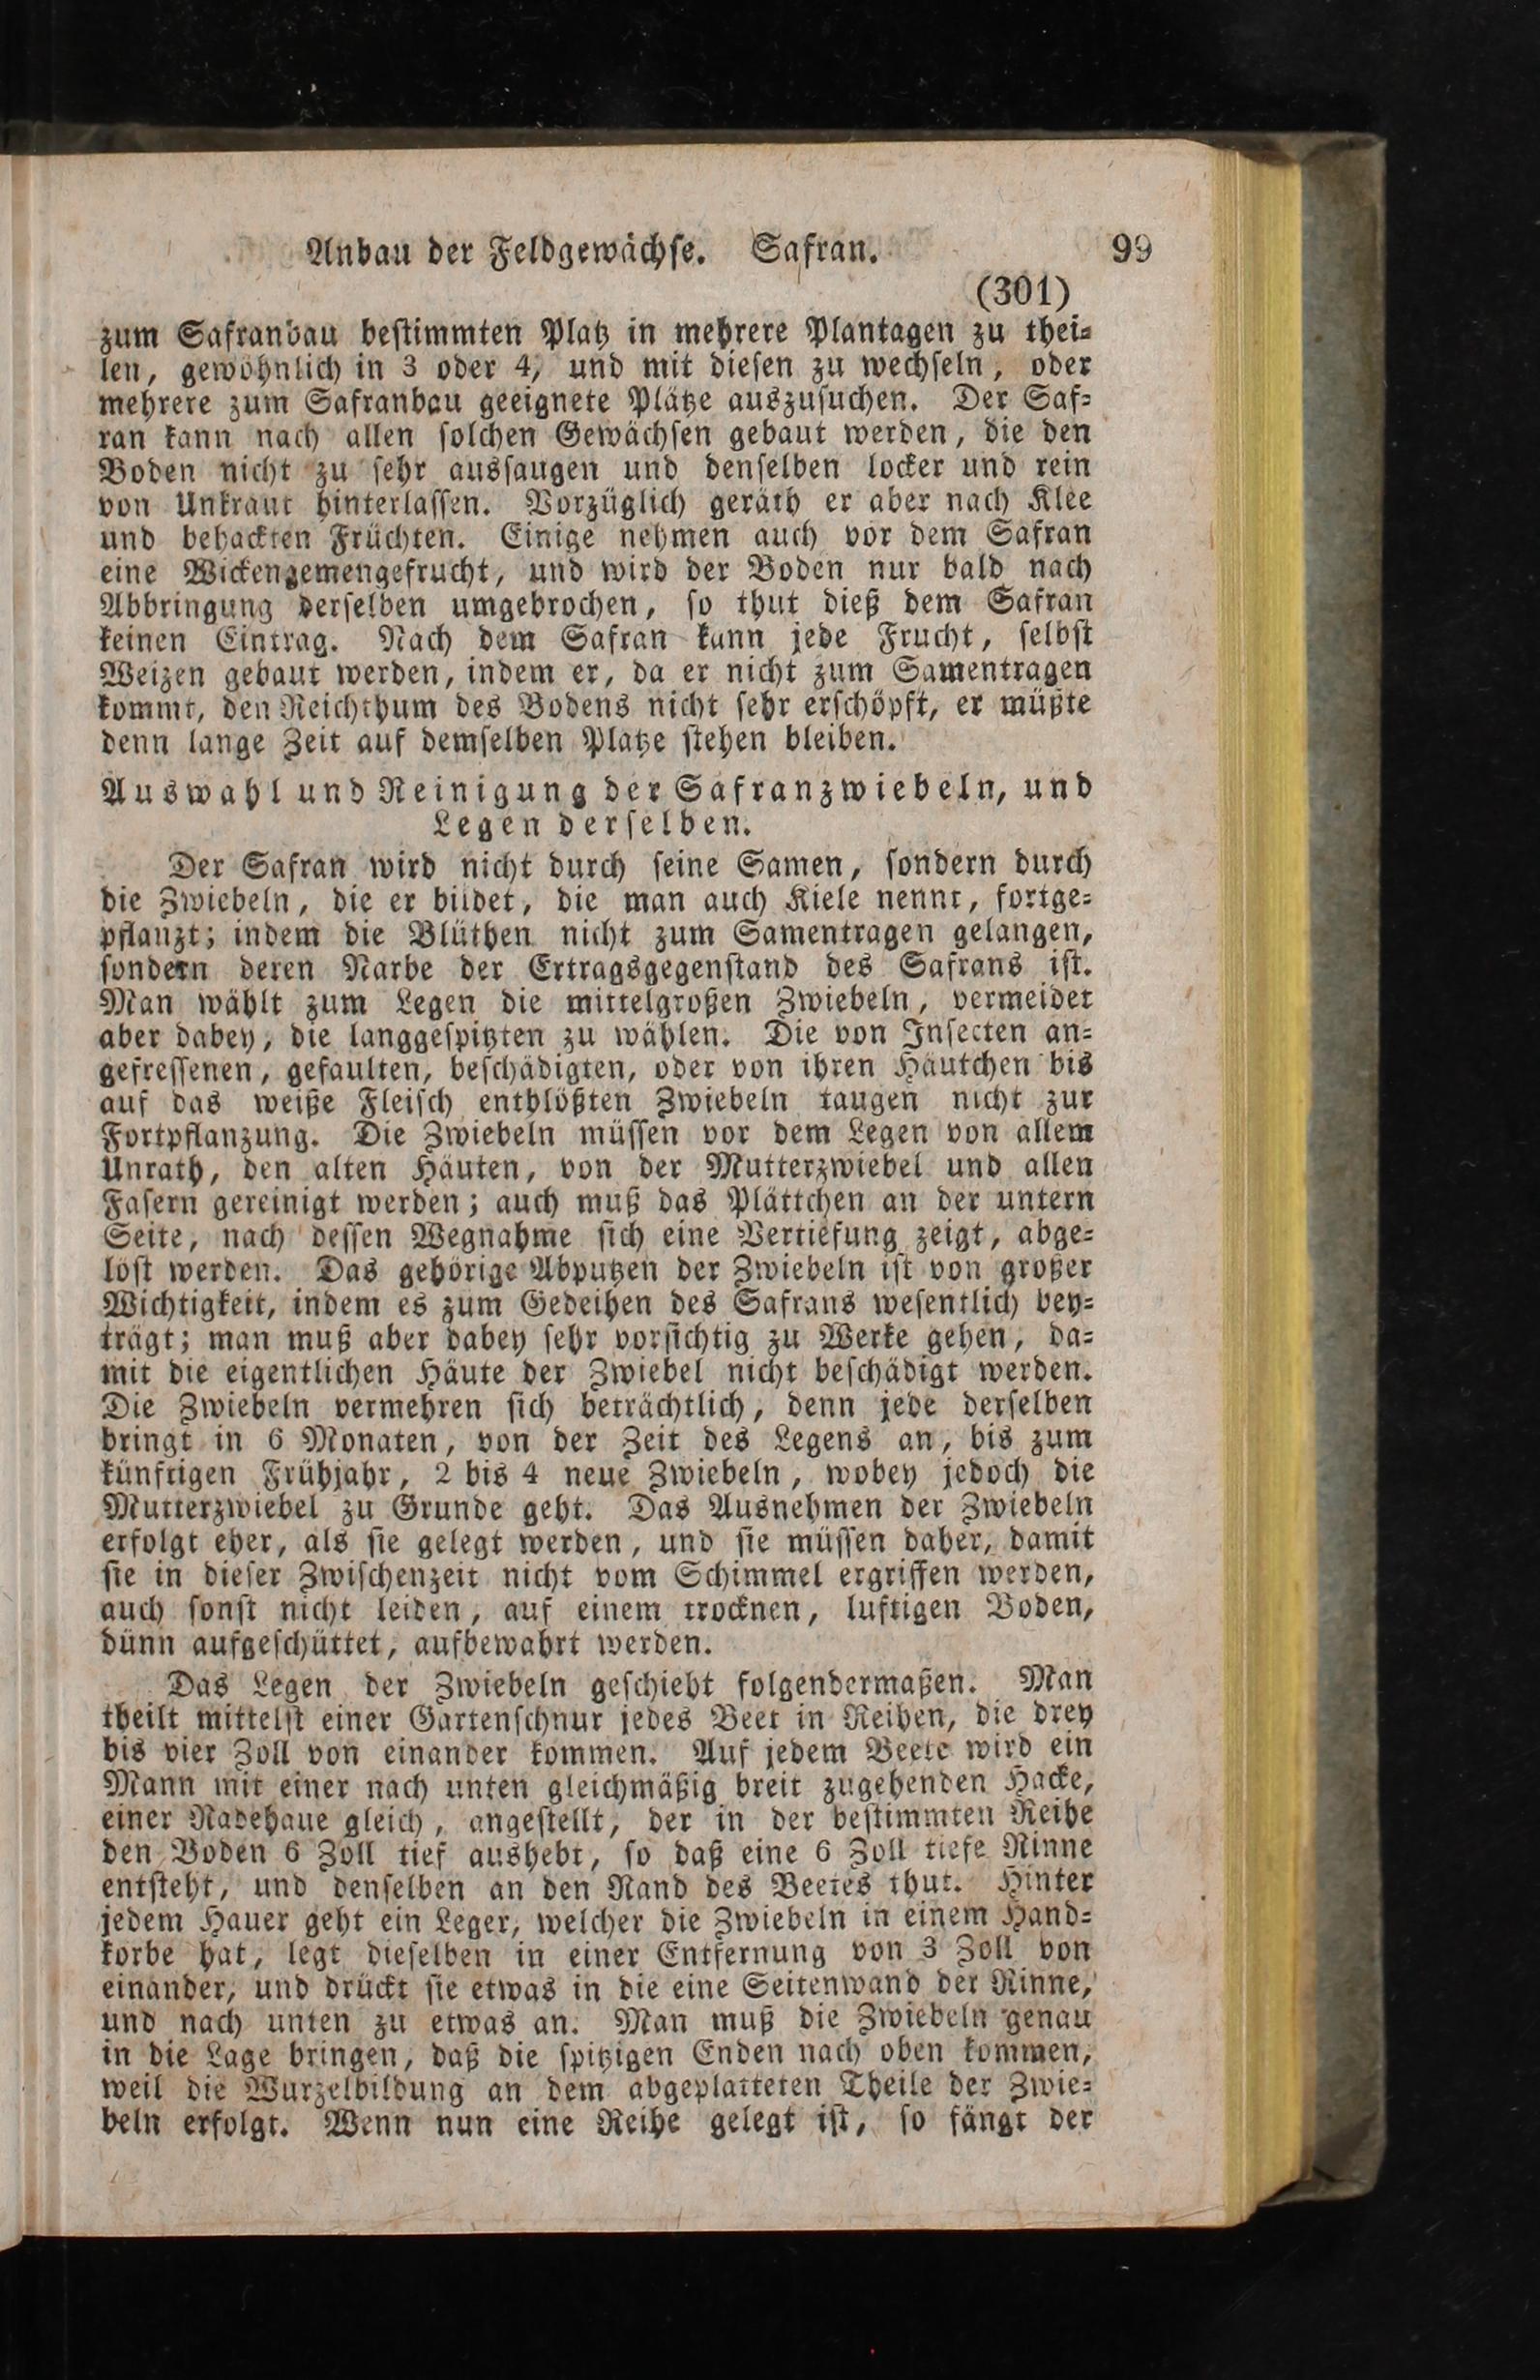 Anbau der Feldgewächse. Safran. 99
(301)
zum Safranbau bestimmten Platz in mehrere Plantagen zu thei-
len, gewöhnlich in 3 oder 4, und mit diesen zu wechseln, oder
mehrere zum Safranbau geeignete Plätze auszusuchen. Der Saf-
ran kann nach allen solchen Gewächsen gebaut werden, die den
Boden nicht zu sehr aussaugen und denselben locker und rein
von Unkraut hinterlassen. Vorzüglich geräth er aber nach Klee
und behackten Früchten. Einige nehmen auch vor dem Safran
eine Wickengemengefrucht, und wird der Boden nur bald nach
Abbringung derselben umgebrochen, so thut dieß dem Safran
keinen Eintrag. Nach dem Safran kann jede Frucht, selbst
Weizen gebaut werden, indem er, da er nicht zum Samentragen
kommt, den Reichthum des Bodens nicht sehr erschöpft, er müßte
denn lange Zeit auf demselben Platze stehen bleiben.
Auswahl und Reinigung der Safranzwiebeln, und
Legen derselben.
Der Safran wird nicht durch seine Samen, sondern durch
die Zwiebeln, die er bildet, die man auch Kiele nennt, fortge-
pflanzt; indem die Blüthen nicht zum Samentragen gelangen,
sondern deren Narbe der Ertragsgegenstand des Safrans ist.
Man wählt zum Legen die mittelgroßen Zwiebeln, vermeidet
aber dabey, die langgespitzten zu wählen. Die von Insecten an-
gefressenen, gefaulten, beschädigten, oder von ihren Häutchen bis
auf das weiße Fleisch entblößten Zwiebeln taugen nicht zur
Fortpflanzung. Die Zwiebeln müssen vor dem Legen von allem
Unrath, den alten Häuten, von der Mutterzwiebel und allen
Fasern gereinigt werden; auch muß das Plättchen an der untern
Seite, nach dessen Wegnahme sich eine Vertiefung zeigt, abge-
löst werden. Das gehörige Abputzen der Zwiebeln ist von großer
Wichtigkeit, indem es zum Gedeihen des Safrans wesentlich bey-
trägt; man muß aber dabey sehr vorsichtig zu Werke gehen, da-
mit die eigentlichen Häute der Zwiebel nicht beschädigt werden.
Die Zwiebeln vermehren sich beträchtlich, denn jede derselben
bringt in 6 Monaten, von der Zeit des Legens an, bis zum
künftigen Frühjahr, 2 bis 4 neue Zwiebeln, wobey jedoch die
Mutterzwiebel zu Grunde geht. Das Ausnehmen der Zwiebeln
erfolgt eher, als sie gelegt werden, und sie müssen daher, damit
sie in dieser Zwischenzeit nicht vom Schimmel ergriffen werden,
auch sonst nicht leiden, auf einem trocknen, luftigen Boden,
dünn aufgeschüttet, aufbewahrt werden.
Das Legen der Zwiebeln geschieht folgendermaßen. Man
theilt mittelst einer Gartenschnur jedes Beet in Reihen, die drey
bis vier Zoll von einander kommen. Auf jedem Beete wird ein
Mann mit einer nach unten gleichmäßig breit zugehenden Hacke,
einer Radehaue gleich, angestellt, der in der bestimmten Reihe
den Boden 6 Zoll tief aushebt, so daß eine 6 Zoll tiefe Rinne
entsteht, und denselben an den Rand des Beetes thut. Hinter
jedem Hauer geht ein Leger, welcher die Zwiebeln in einem Hand-
korbe hat, legt dieselben in einer Entfernung von 3 Zoll von
einander, und drückt sie etwas in die eine Seitenwand der Rinne,
und nach unten zu etwas an. Man muß die Zwiebeln genau
in die Lage bringen, daß die spitzigen Enden nach oben kommen,
weil die Wurzelbildung an dem abgeplatteten Theile der Zwie-
beln erfolgt. Wenn nun eine Reihe gelegt ist, so fängt der